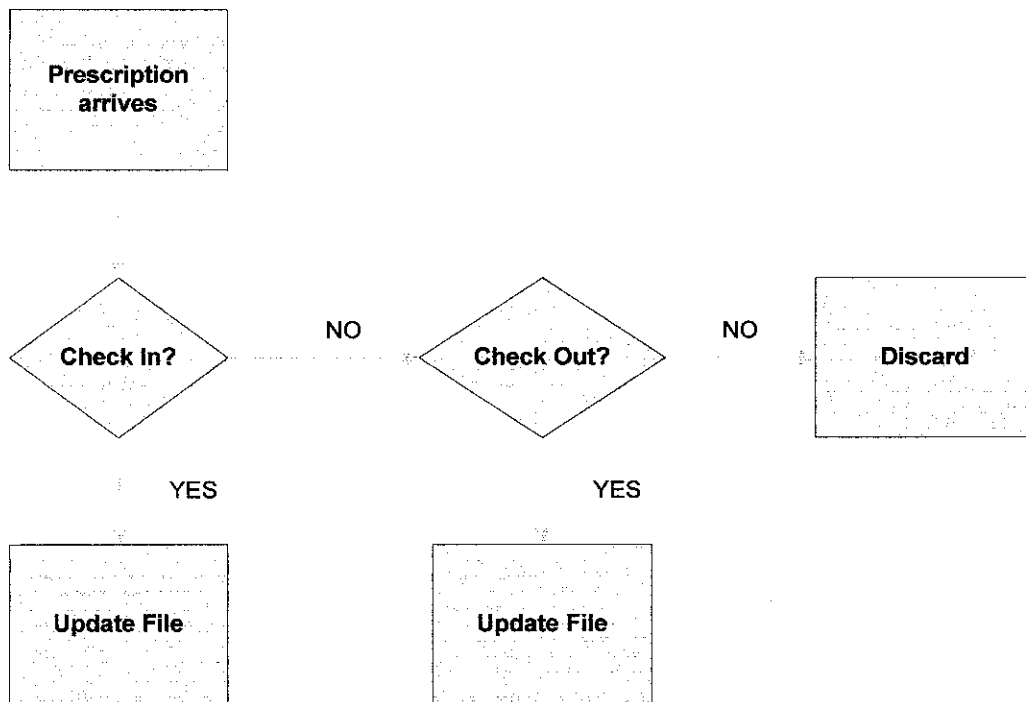 Prescription
arrives
Check In?
NO
Check Out?
NO
Discard
YES
YES
Update File
Update File